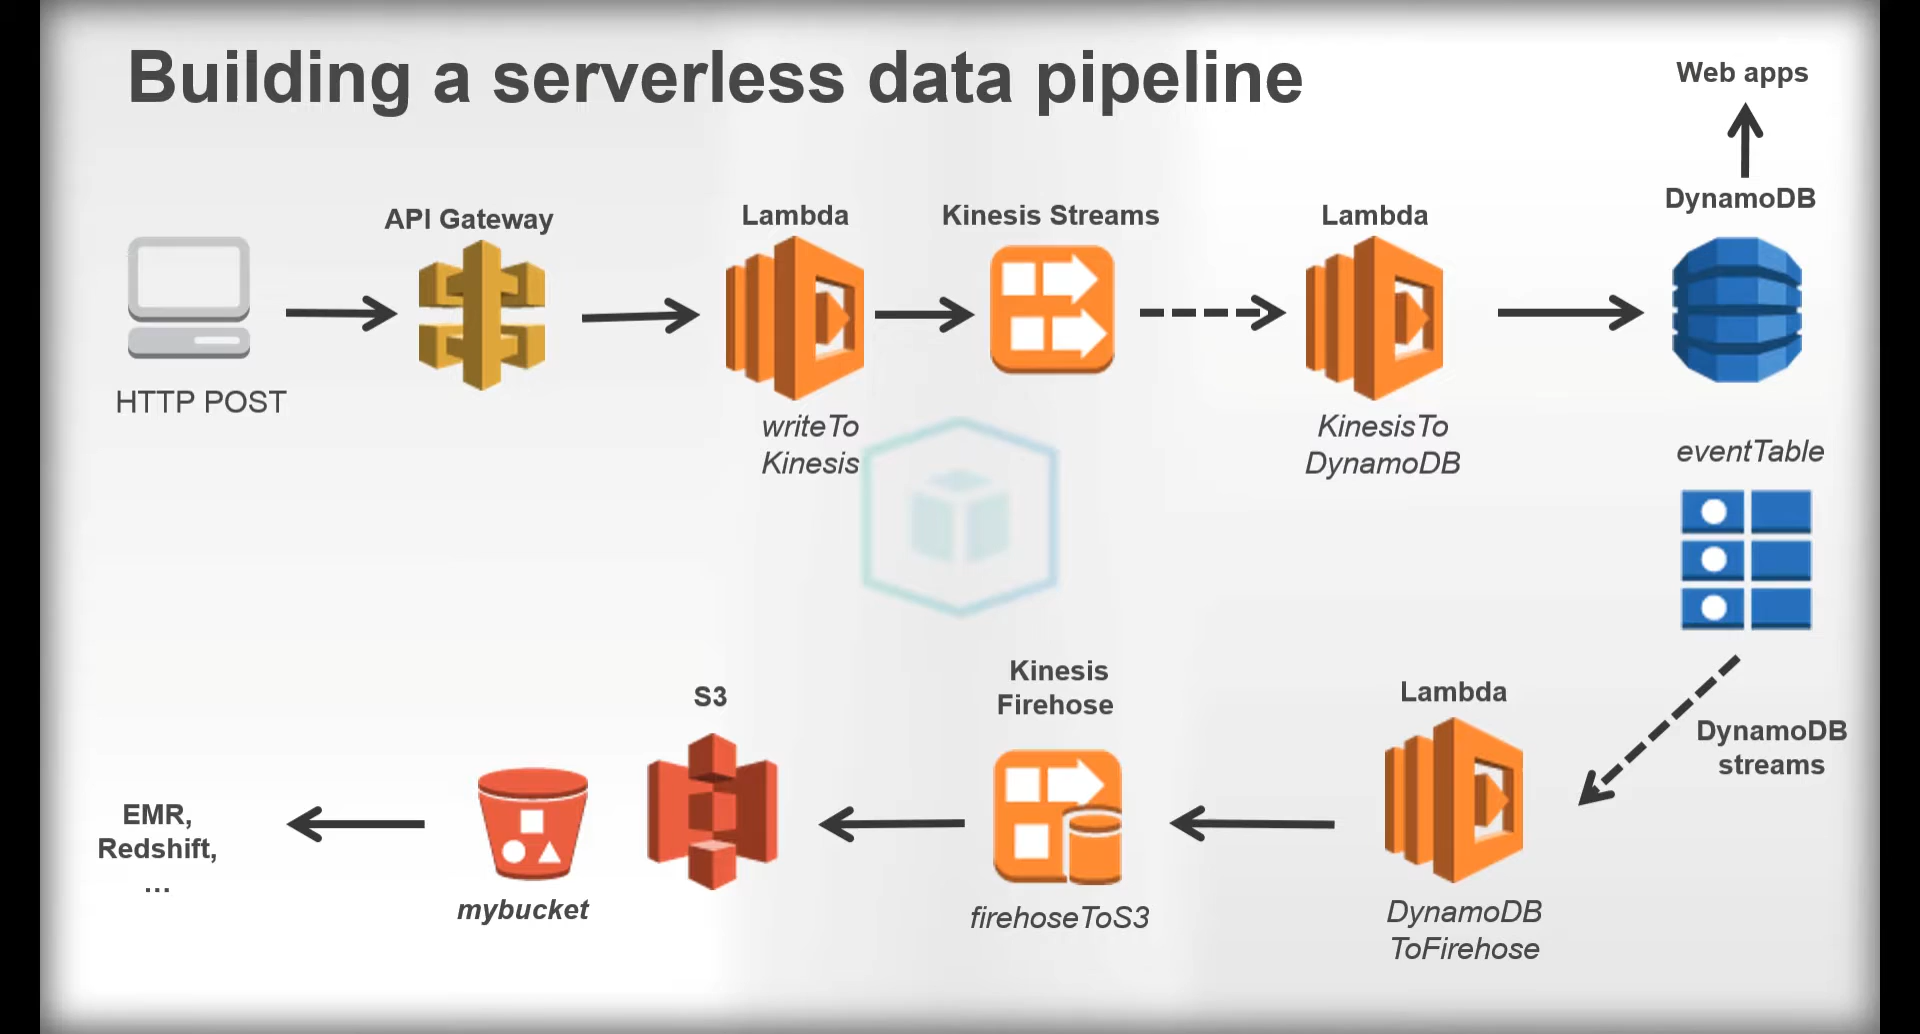 Building a serverless data pipeline
Web apps
DynamoDB
API Gateway
Lambda
Kinesis Streams
Lambda
HTTP POST
writeTo
Kinesis
KinesisTo
DynamoDB
eventTable
DynamoDB
streams
Lambda
DynamoDB
ToFirehose
Kinesis
Firehose
firehoseToS3
S3
mybucket
EMR,
Redshift,
...